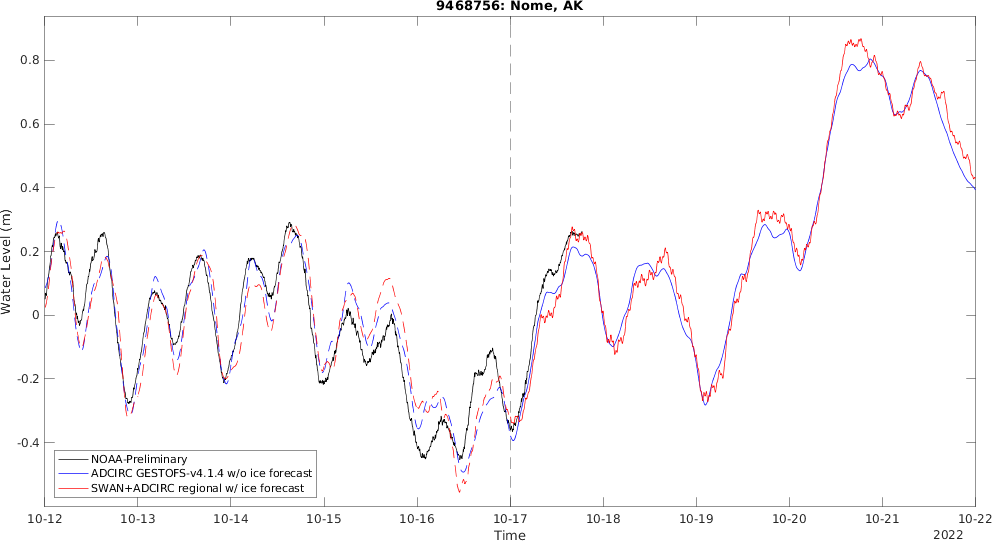 9468756: Nome, AK
Water Level (m)
0.8
0.6
0.4
0.2
0
-0.2
-0.4
NOAA-Preliminary
ADCIRC GESTOFS-v4.1.4 w/o ice forecast
SWAN+ADCIRC regional w/ ice forecast
10-12 10-13 10-14 10-15 10-16 10-17 10-18 10-19 10-20 10-21 10-22
Time
2022